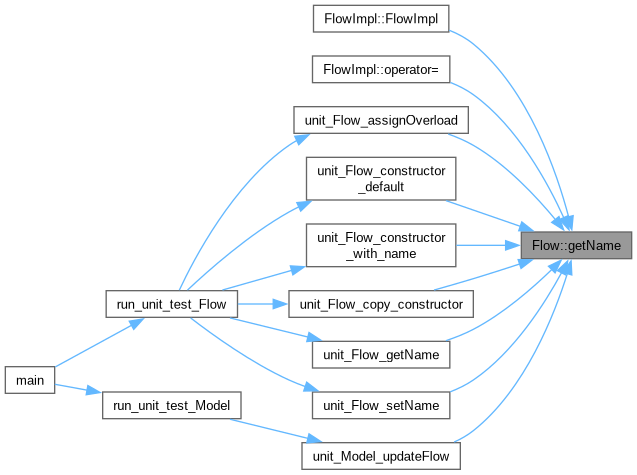 FlowImpl::FlowImpl
FlowImpl::operator=
unit_Flow_assignOverload
unit_Flow_constructor
_default
unit_Flow_constructor
_with_name
Flow::getName
run_unit_test_Flow
unit_Flow_copy_constructor
unit_Flow_getName
main
run_unit_test_Model
unit_Flow_setName
unit_Model_updateFlow